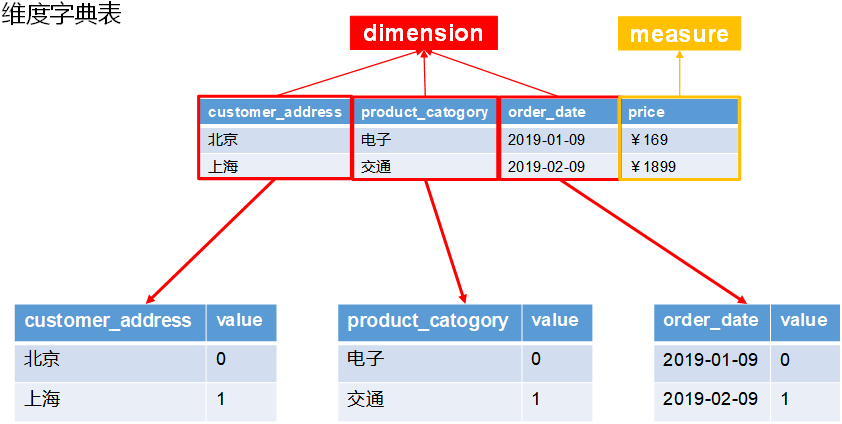 维度字典表
dimension
measure
customer_address product_catogory order_date price
北京 电子 2019-01-09 ￥169
上海 交通 2019-02-09 ￥1899
customer_address value product_catogory value order_date value
北京 0 电子 0 2019-01-09 0
上海 1 交通 1 2019-02-09 1